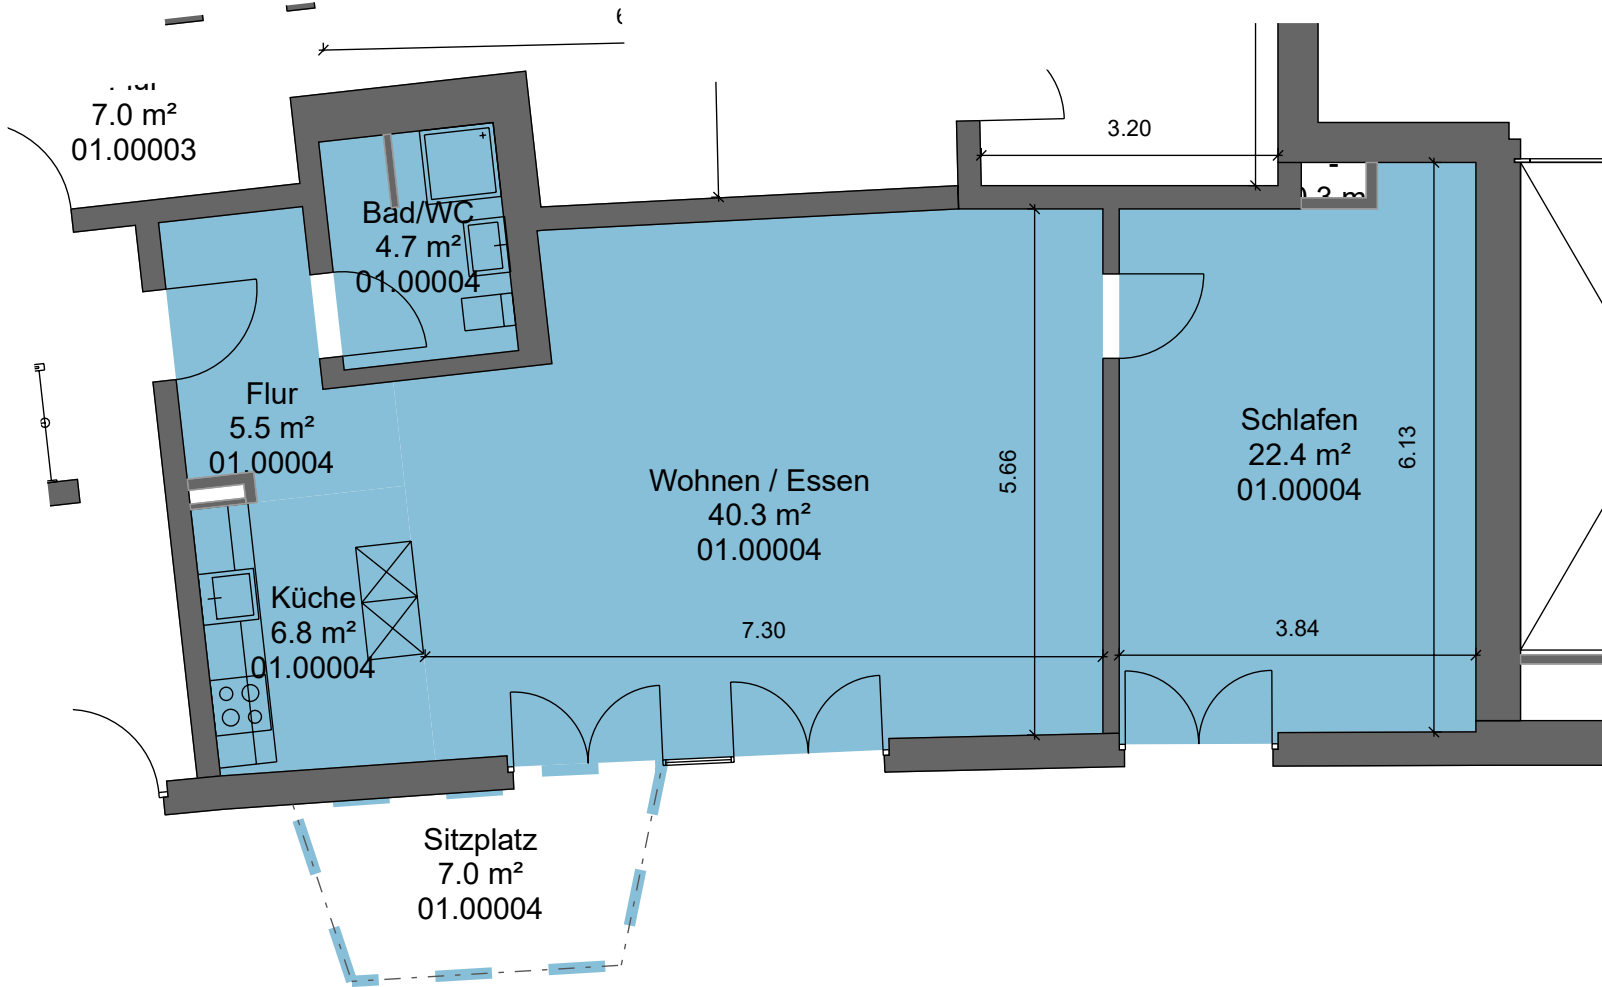 7.0 m²
01.00003
3.20
Bad/WC
4.7 m²
01.00004
Flur
5.5 m²
01.00004
Wohnen / Essen
40.3 m²
01.00004
5.66
Schlafen
22.4 m²
01.00004
6.13
Küche
6.8 m²
01.00004
7.30
3.84
Sitzplatz
7.0 m²
01.00004